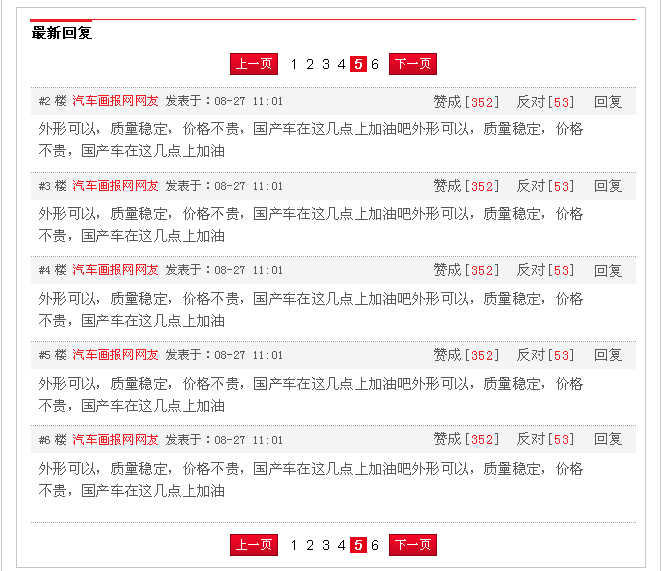 最新回复
上一页 1 2 3 4 5 6 下一页
#2 楼 汽车画报网网友 发表于：08-27 11:01 赞成[352] 反对[53] 回复
外形可以，质量稳定，价格不贵，国产车在这几点上加油吧外形可以，质量稳定，价格
不贵，国产车在这几点上加油
#3 楼 汽车画报网网友 发表于：08-27 11:01 赞成[352] 反对[53] 回复
外形可以，质量稳定，价格不贵，国产车在这几点上加油吧外形可以，质量稳定，价格
不贵，国产车在这几点上加油
#4 楼 汽车画报网网友 发表于：08-27 11:01 赞成[352] 反对[53] 回复
外形可以，质量稳定，价格不贵，国产车在这几点上加油吧外形可以，质量稳定，价格
不贵，国产车在这几点上加油
#5 楼 汽车画报网网友 发表于：08-27 11:01 赞成[352] 反对[53] 回复
外形可以，质量稳定，价格不贵，国产车在这几点上加油吧外形可以，质量稳定，价格
不贵，国产车在这几点上加油
#6 楼 汽车画报网网友 发表于：08-27 11:01 赞成[352] 反对[53] 回复
外形可以，质量稳定，价格不贵，国产车在这几点上加油吧外形可以，质量稳定，价格
不贵，国产车在这几点上加油
上一页 1 2 3 4 5 6 下一页